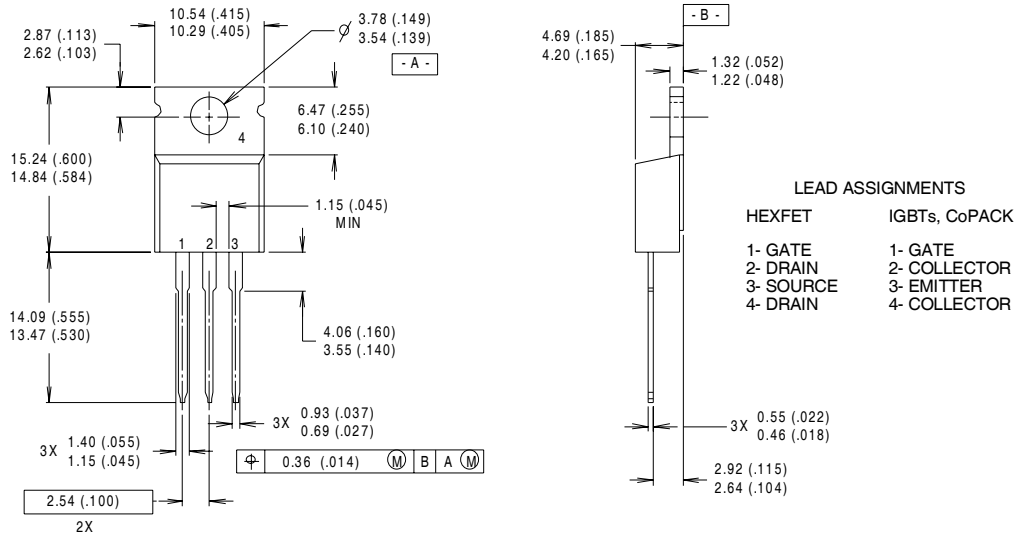 10.54 (.415)
10.29 (.405)
2.87 (.113)
2.62 (.103)
ø 3.78 (.149)
3.54 (.139)
- A -
6.47 (.255)
6.10 (.240)
4
15.24 (.600)
14.84 (.584)
1.15 (.045)
MIN
1 2 3
14.09 (.555)
13.47 (.530)
4.06 (.160)
3.55 (.140)
3X 0.93 (.037)
0.69 (.027)
3X 1.40 (.055)
1.15 (.045)
⌖ 0.36 (.014) Ⓜ B A Ⓜ
2.54 (.100)
2X
- B -
4.69 (.185)
4.20 (.165)
1.32 (.052)
1.22 (.048)
3X 0.55 (.022)
0.46 (.018)
2.92 (.115)
2.64 (.104)
LEAD ASSIGNMENTS
HEXFET
1- GATE
2- DRAIN
3- SOURCE
4- DRAIN
IGBTs, CoPACK
1- GATE
2- COLLECTOR
3- EMITTER
4- COLLECTOR